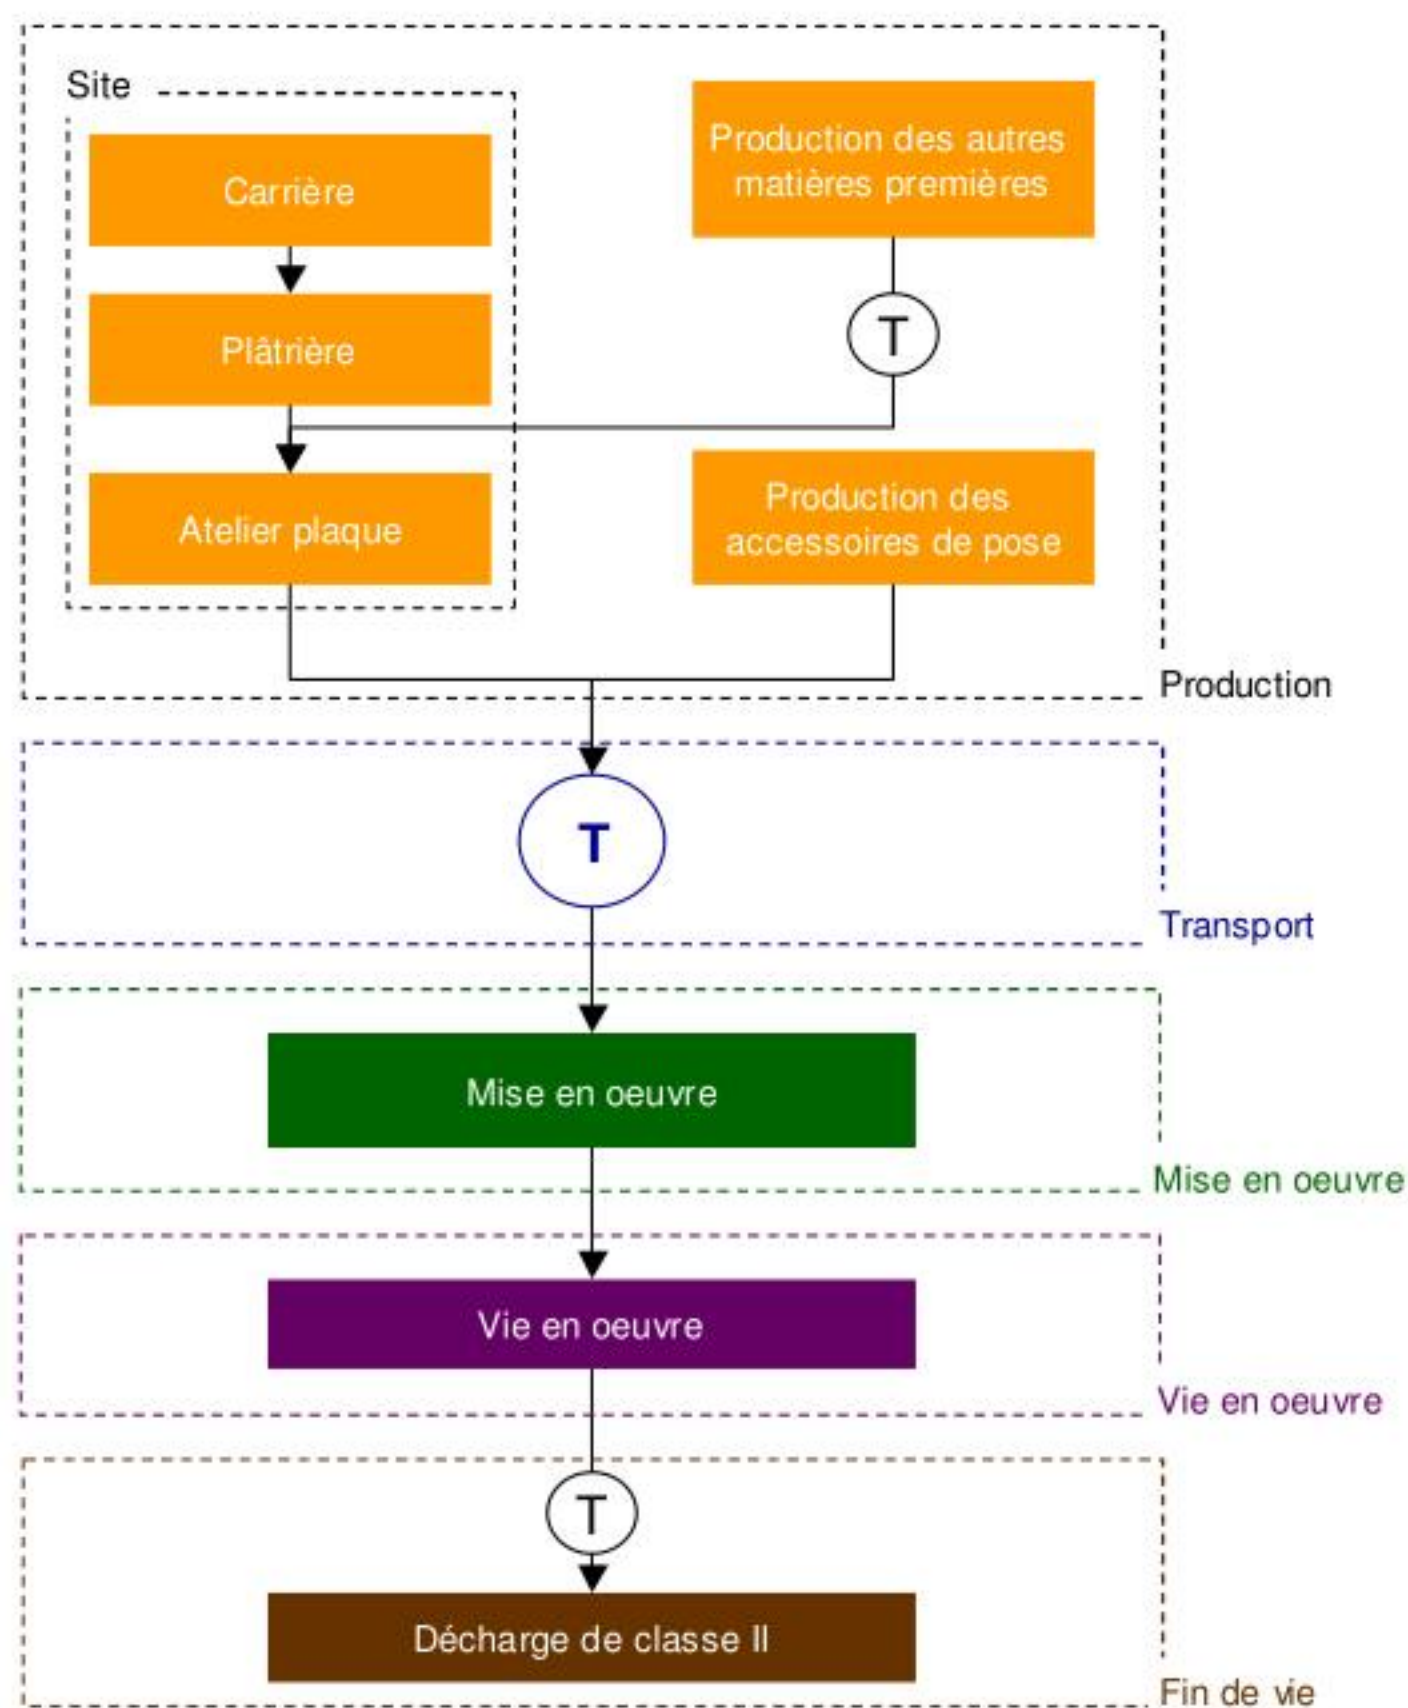 Site
Carrière
Production des autres
matières premières
Plâtrière
T
Atelier plaque
Production des
accessoires de pose
Production
T
Transport
Mise en oeuvre
Mise en oeuvre
Vie en oeuvre
Vie en oeuvre
T
Décharge de classe II
Fin de vie